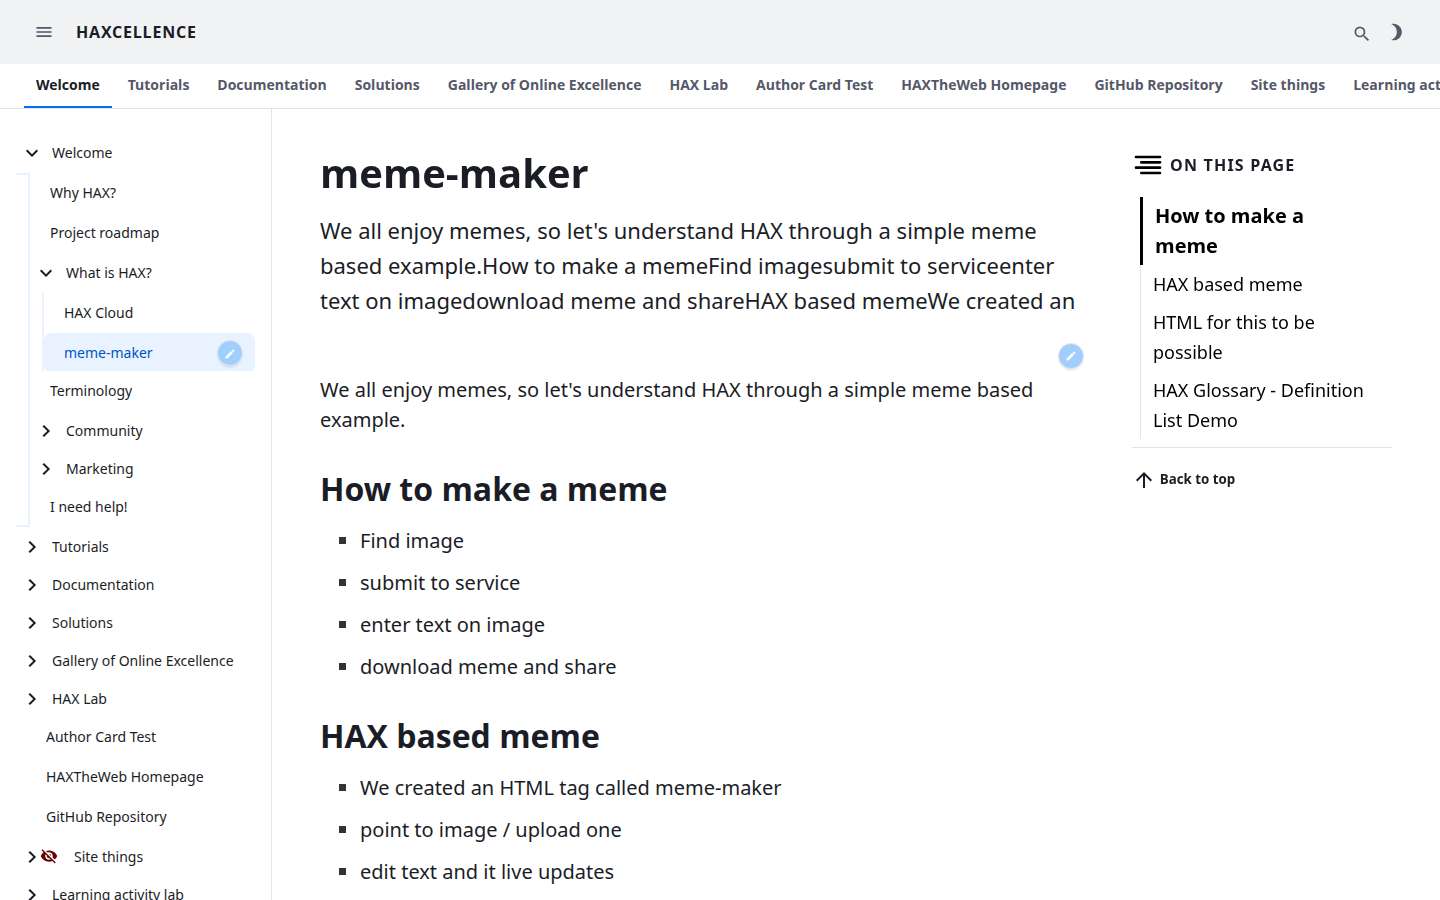 HAXCELLENCE
Welcome Tutorials Documentation Solutions Gallery of Online Excellence HAX Lab Author Card Test HAXTheWeb Homepage GitHub Repository Site things Learning act
Welcome
Why HAX?
Project roadmap
What is HAX?
HAX Cloud
meme-maker
Terminology
Community
Marketing
I need help!
Tutorials
Documentation
Solutions
Gallery of Online Excellence
HAX Lab
Author Card Test
HAXTheWeb Homepage
GitHub Repository
Site things
Learning activity lab
meme-maker
We all enjoy memes, so let's understand HAX through a simple meme
based example.How to make a memeFind imagesubmit to serviceenter
text on imagedownload meme and shareHAX based memeWe created an
We all enjoy memes, so let's understand HAX through a simple meme based
example.
How to make a meme
Find image
submit to service
enter text on image
download meme and share
HAX based meme
We created an HTML tag called meme-maker
point to image / upload one
edit text and it live updates
ON THIS PAGE
How to make a
meme
HAX based meme
HTML for this to be
possible
HAX Glossary - Definition
List Demo
Back to top